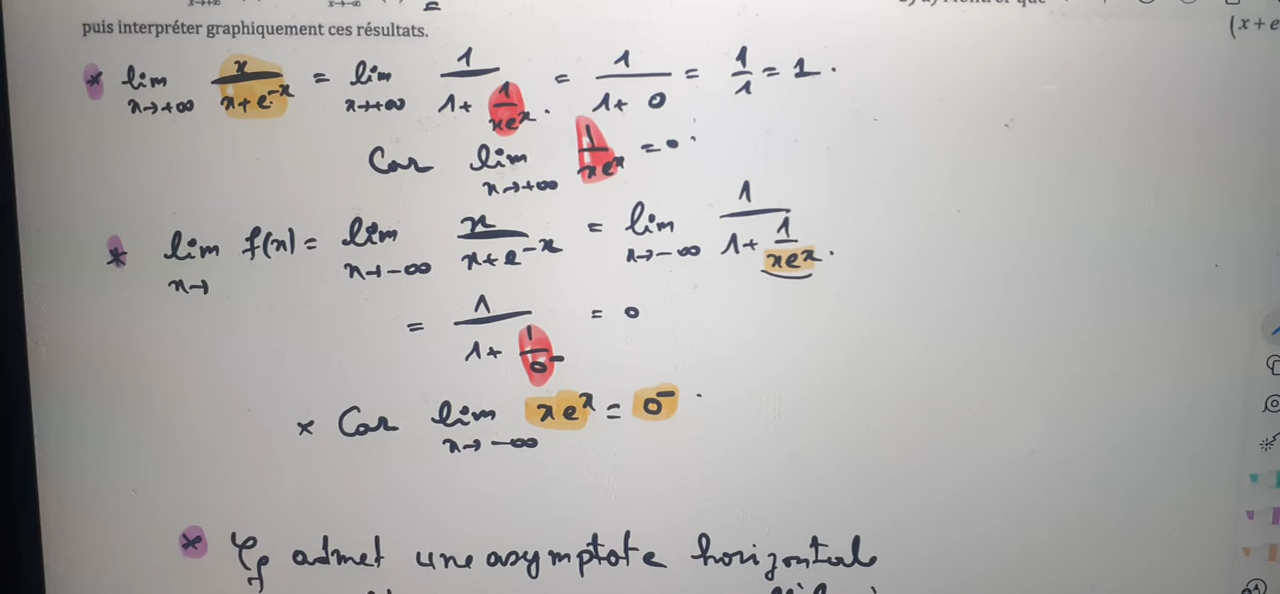 puis interpréter graphiquement ces résultats.
(x+e
* lim x→+∞ x/(x+e^-x) = lim x→+∞ 1/(1+1/(xe^x)) = 1/(1+0) = 1/1 = 1.
Car lim x→+∞ 1/(xe^x) = 0.
* lim x→ f(x) = lim x→-∞ x/(x+e^-x) = lim x→-∞ 1/(1+1/(xe^x)).
= 1/(1+1/0^-) = 0
× Car lim x→-∞ xe^x = 0^-.
* φf admet une asymptote horizontale